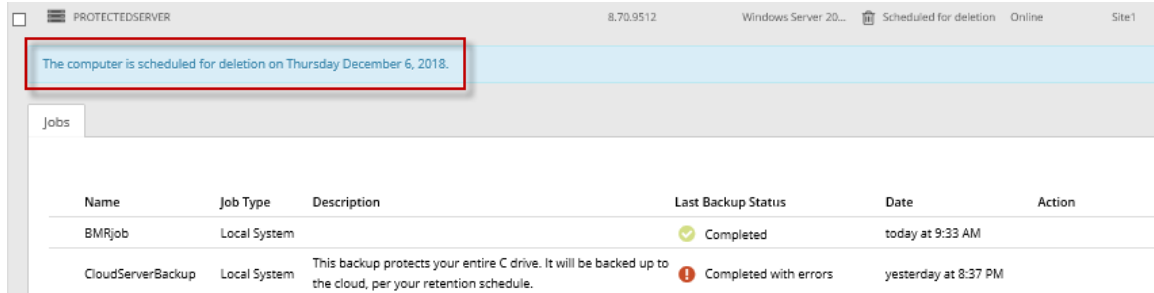 PROTECTEDSERVER 8.70.9512 Windows Server 20... Scheduled for deletion Online Site1
The computer is scheduled for deletion on Thursday December 6, 2018.
Jobs
Name Job Type Description Last Backup Status Date Action
BMRjob Local System Completed today at 9:33 AM
CloudServerBackup Local System This backup protects your entire C drive. It will be backed up to Completed with errors yesterday at 8:37 PM
the cloud, per your retention schedule.